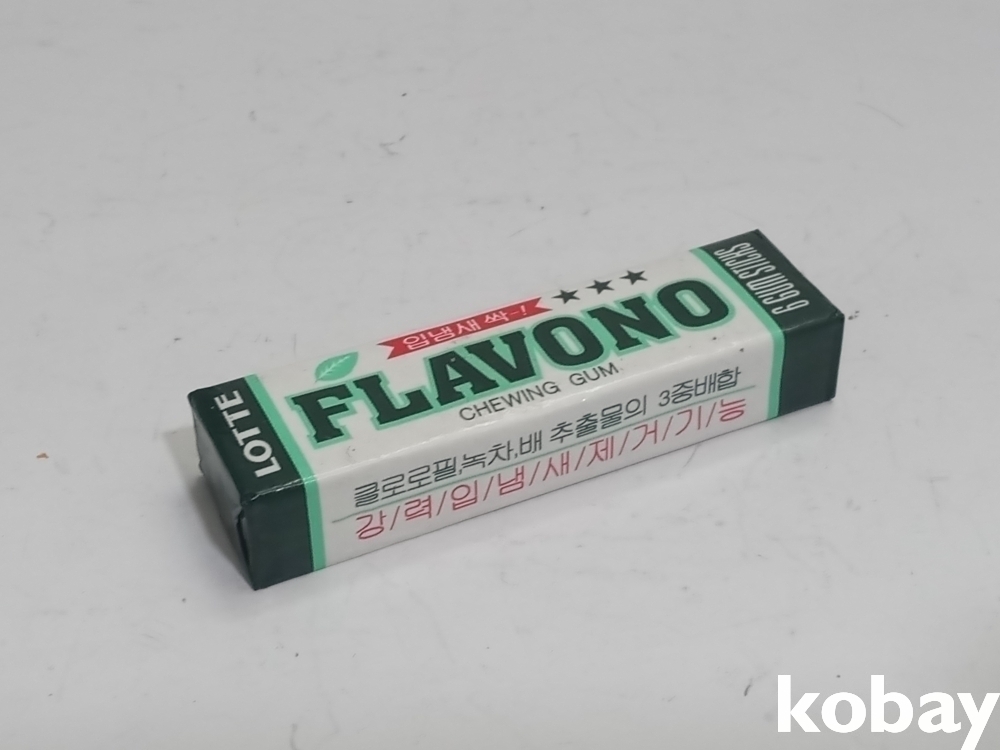 LOTTE
입냄새 싹-!
FLAVONO
CHEWING GUM
6 GUM STICKS
클로로필,녹차,배 추출물의 3중배합
강/력/입/냄/새/제/거/기/능
kobay